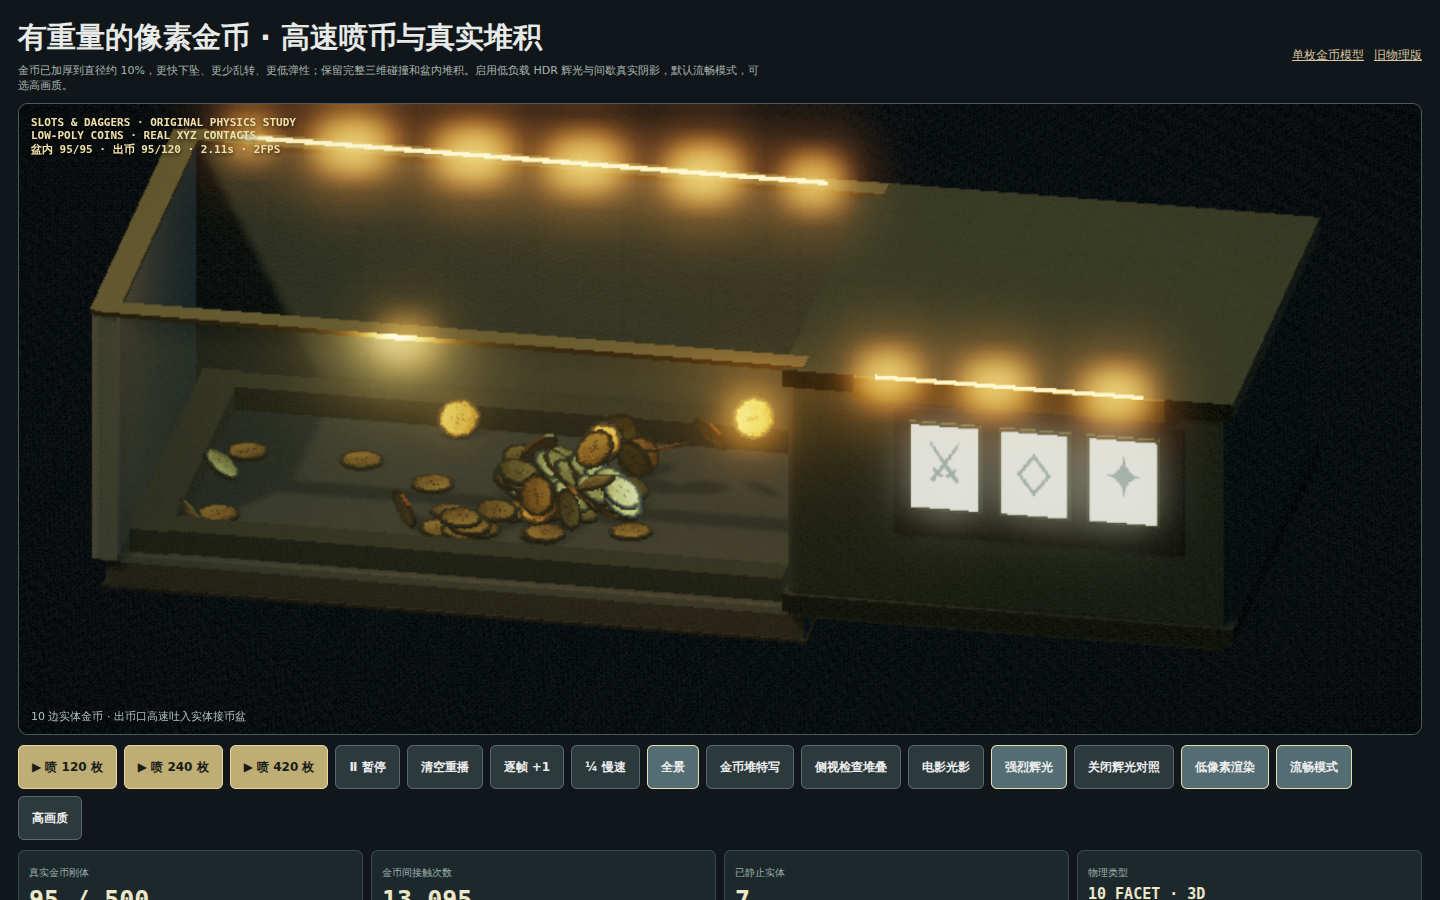 有重量的像素金币 · 高速喷币与真实堆积
金币已加厚到直径约 10%，更快下坠、更少乱转、更低弹性；保留完整三维碰撞和盆内堆积。启用低负载 HDR 辉光与间歇真实阴影，默认流畅模式，可
选高画质。
单枚金币模型 旧物理版
SLOTS & DAGGERS · ORIGINAL PHYSICS STUDY
LOW-POLY COINS · REAL XYZ CONTACTS
盆内 95/95 · 出币 95/120 · 2.11s · 2FPS
10 边实体金币 · 出币口高速吐入实体接币盆
▶ 喷 120 枚 ▶ 喷 240 枚 ▶ 喷 420 枚 Ⅱ 暂停 清空重播 逐帧 +1 ¼ 慢速 全景 金币堆特写 侧视检查堆叠 电影光影 强烈辉光 关闭辉光对照 低像素渲染 流畅模式
高画质
真实金币刚体 金币间接触次数 已静止实体 物理类型
95 / 500 13,095 7 10 FACET · 3D